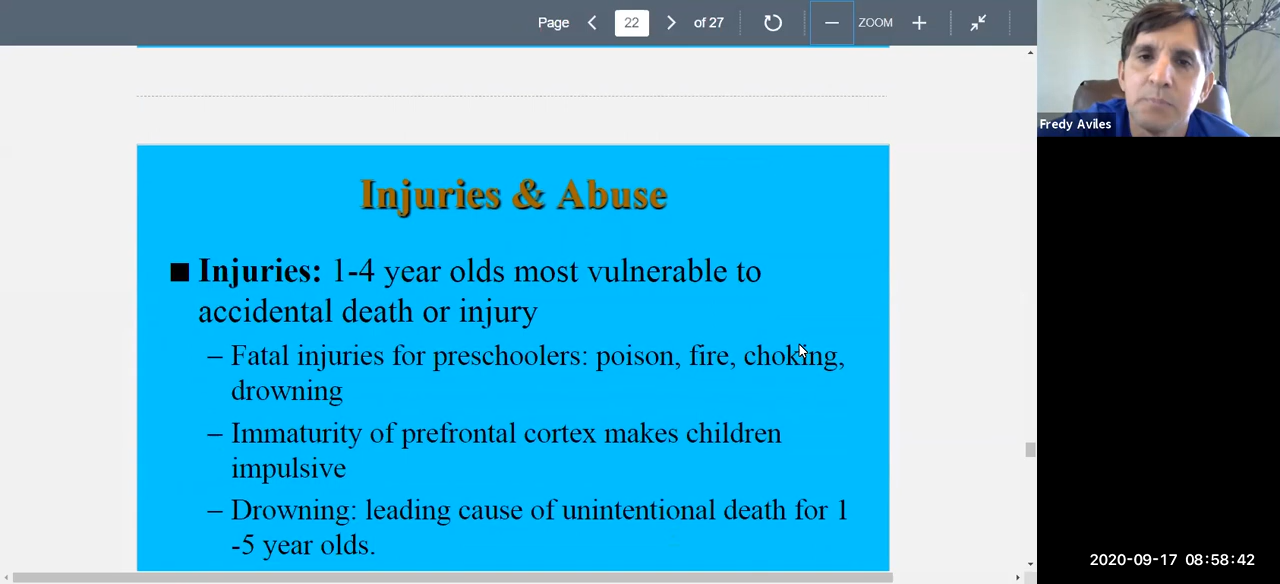 Page 22 of 27 ZOOM
Fredy Aviles
Injuries & Abuse
Injuries: 1-4 year olds most vulnerable to
accidental death or injury
– Fatal injuries for preschoolers: poison, fire, choking,
drowning
– Immaturity of prefrontal cortex makes children
impulsive
– Drowning: leading cause of unintentional death for 1
-5 year olds.
2020-09-17 08:58:42